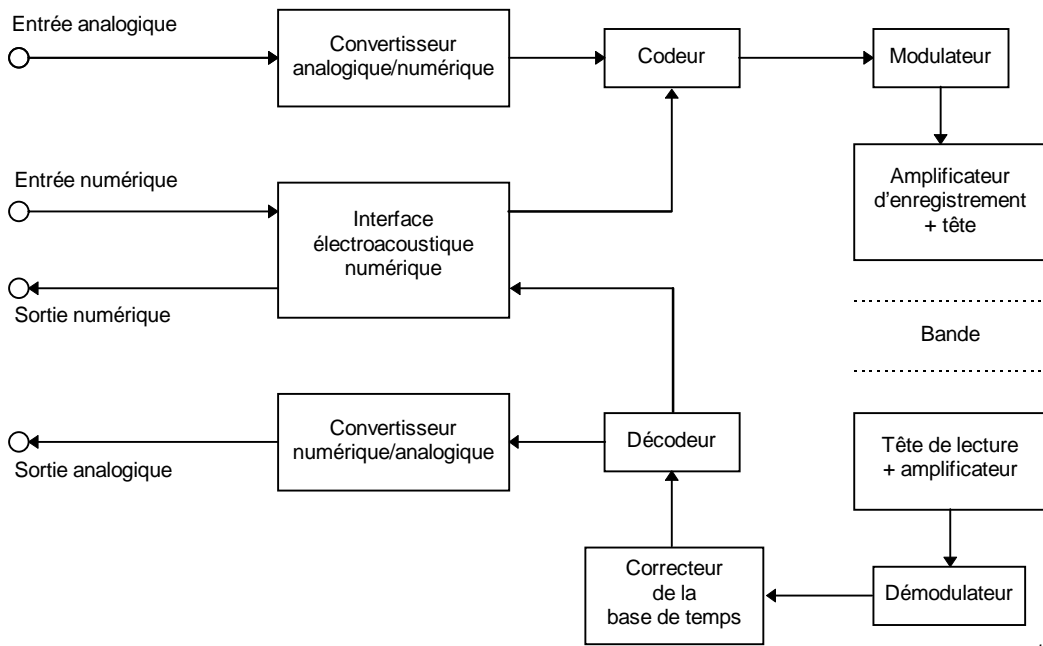 Entrée analogique
Convertisseur
analogique/numérique
Codeur
Modulateur
Entrée numérique
Interface
électroacoustique
numérique
Amplificateur
d'enregistrement
+ tête
Sortie numérique
Bande
Sortie analogique
Convertisseur
numérique/analogique
Décodeur
Tête de lecture
+ amplificateur
Correcteur
de la
base de temps
Démodulateur